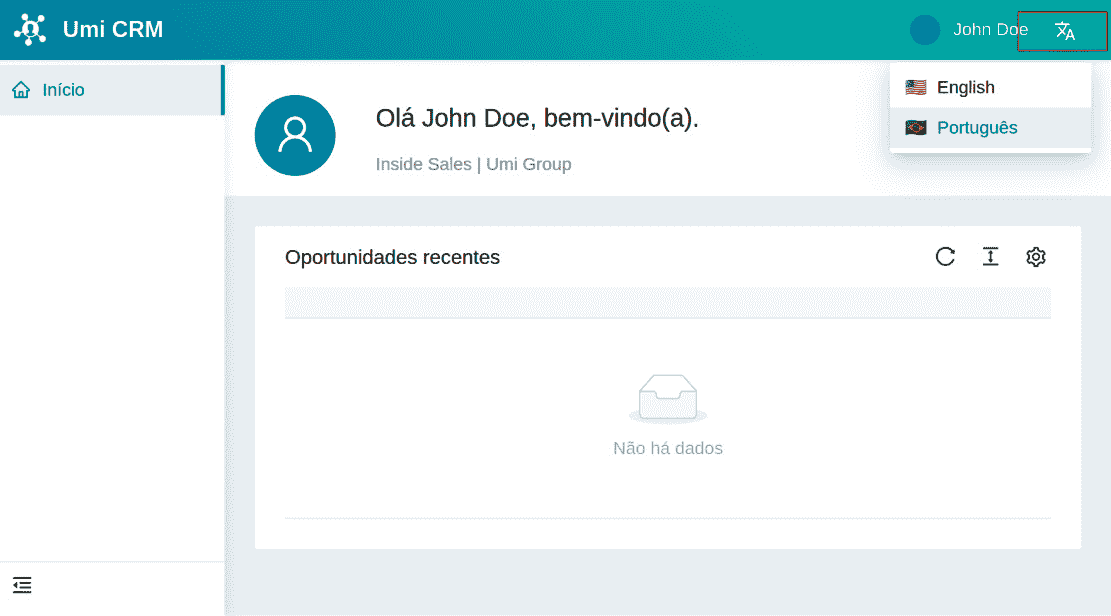 Umi CRM
John Doe
Início
English
Português
Olá John Doe, bem-vindo(a).
Inside Sales | Umi Group
Oportunidades recentes
Não há dados